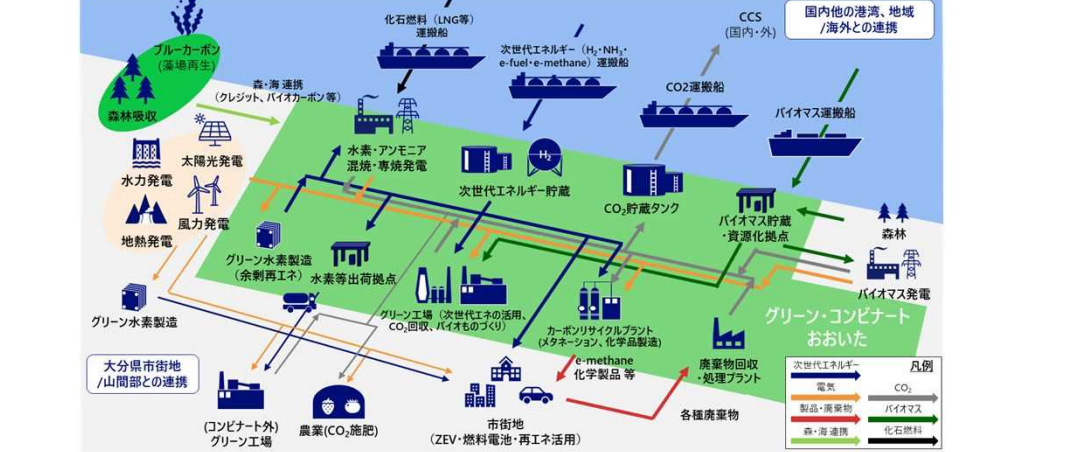 ブルーカーボン
(藻場再生)
森林吸収
森・海 連携
(クレジット、バイオカーボン 等)
化石燃料（LNG等）
運搬船
次世代エネルギー（H₂・NH₃・
e-fuel・e-methane）運搬船
CCS
(国内・外)
国内他の港湾、地域
/海外との連携
CO2運搬船
バイオマス運搬船
水力発電
太陽光発電
地熱発電
風力発電
水素・アンモニア
混焼・専焼発電
H₂
次世代エネルギー貯蔵
CO₂貯蔵タンク
バイオマス貯蔵
・資源化拠点
森林
バイオマス発電
グリーン水素製造
(余剰再エネ)
水素等出荷拠点
グリーン水素製造
グリーン工場（次世代エネの活用、
CO₂回収、バイオものづくり）
カーボンリサイクルプラント
(メタネーション、化学品製造)
グリーン・コンビナート
おおいた
大分県市街地
/山間部との連携
e-methane
化学製品 等
廃棄物回収
・処理プラント
各種廃棄物
(コンビナート外)
グリーン工場
農業(CO₂施肥)
市街地
（ZEV・燃料電池・再エネ活用）
凡例
次世代エネルギー
電気
CO₂
製品・廃棄物
バイオマス
森・海 連携
化石燃料